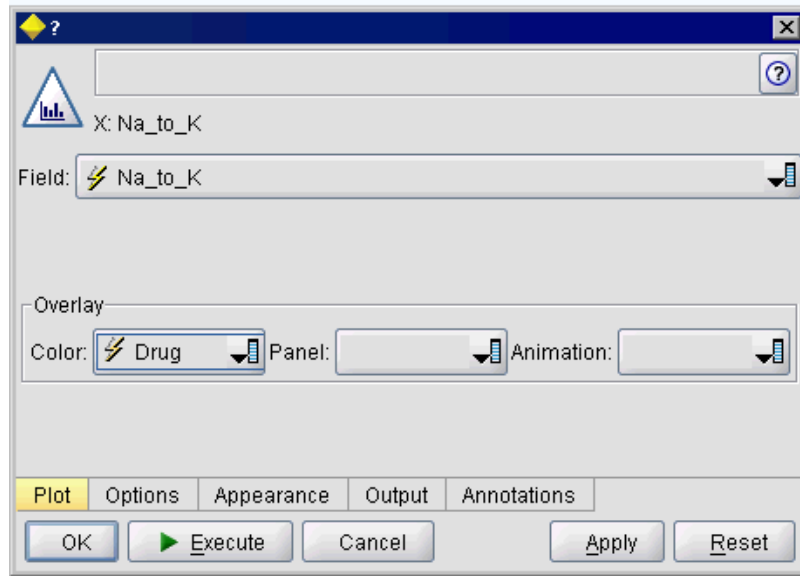 ?
X: Na_to_K
Field: Na_to_K
Overlay
Color: Drug Panel: Animation:
Plot Options Appearance Output Annotations
OK Execute Cancel Apply Reset